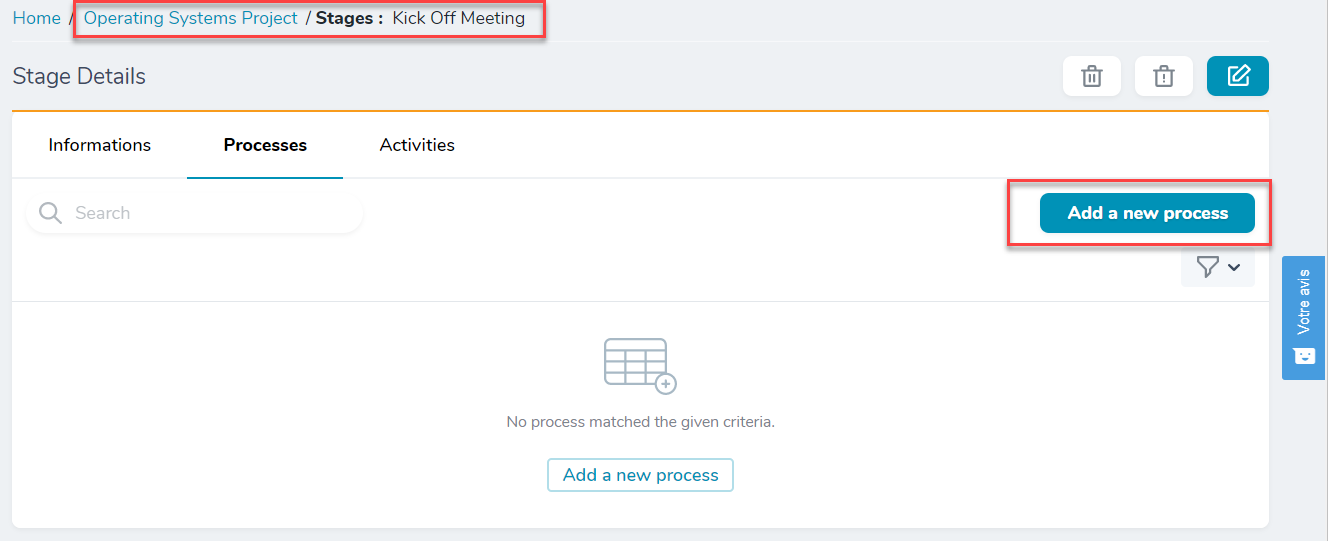 Home / Operating Systems Project / Stages : Kick Off Meeting
Stage Details
Informations Processes Activities
Search
Add a new process
Votre avis
No process matched the given criteria.
Add a new process